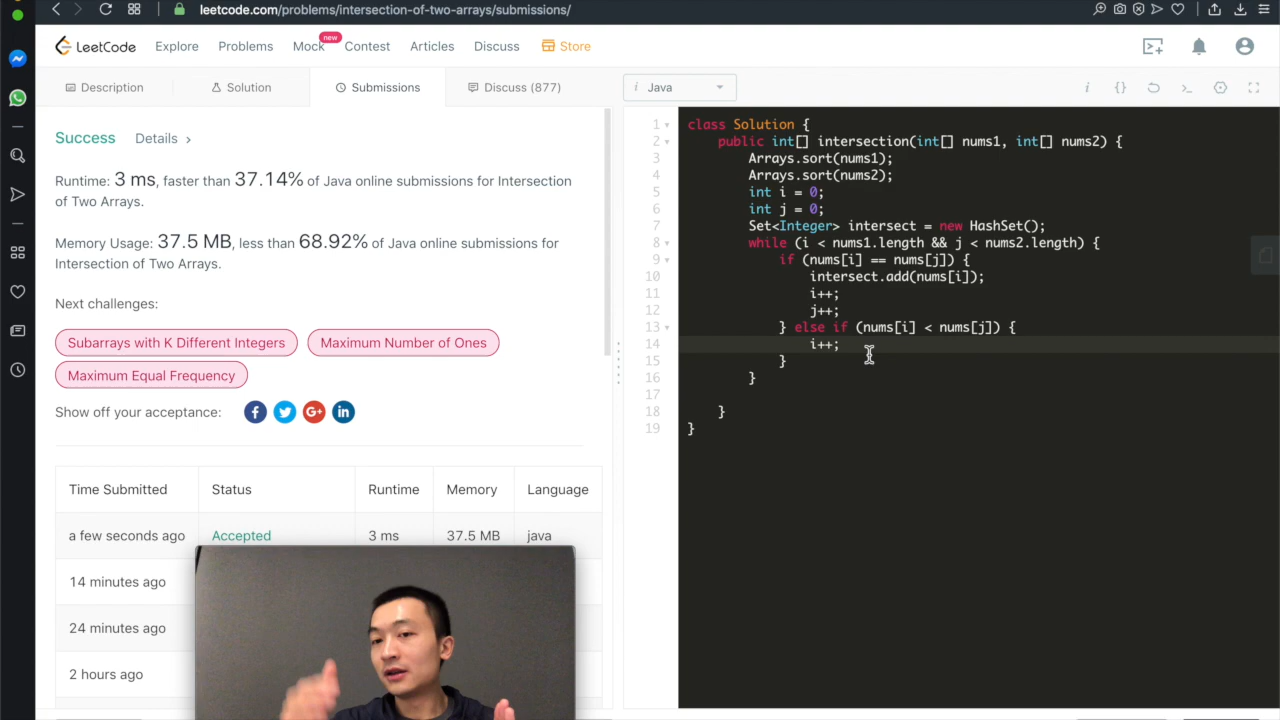 leetcode.com/problems/intersection-of-two-arrays/submissions/
LeetCode Explore Problems Mock new Contest Articles Discuss Store
Description Solution Submissions Discuss (877)
Success Details >
Runtime: 3 ms, faster than 37.14% of Java online submissions for Intersection
of Two Arrays.
Memory Usage: 37.5 MB, less than 68.92% of Java online submissions for
Intersection of Two Arrays.
Next challenges:
Subarrays with K Different Integers Maximum Number of Ones
Maximum Equal Frequency
Show off your acceptance:
Time Submitted Status Runtime Memory Language
a few seconds ago Accepted 3 ms 37.5 MB java
14 minutes ago
24 minutes ago
2 hours ago
i Java
1 class Solution {
2 public int[] intersection(int[] nums1, int[] nums2) {
3 Arrays.sort(nums1);
4 Arrays.sort(nums2);
5 int i = 0;
6 int j = 0;
7 Set<Integer> intersect = new HashSet();
8 while (i < nums1.length && j < nums2.length) {
9 if (nums[i] == nums[j]) {
10 intersect.add(nums[i]);
11 i++;
12 j++;
13 } else if (nums[i] < nums[j]) {
14 i++;
15 }
16 }
17
18 }
19 }